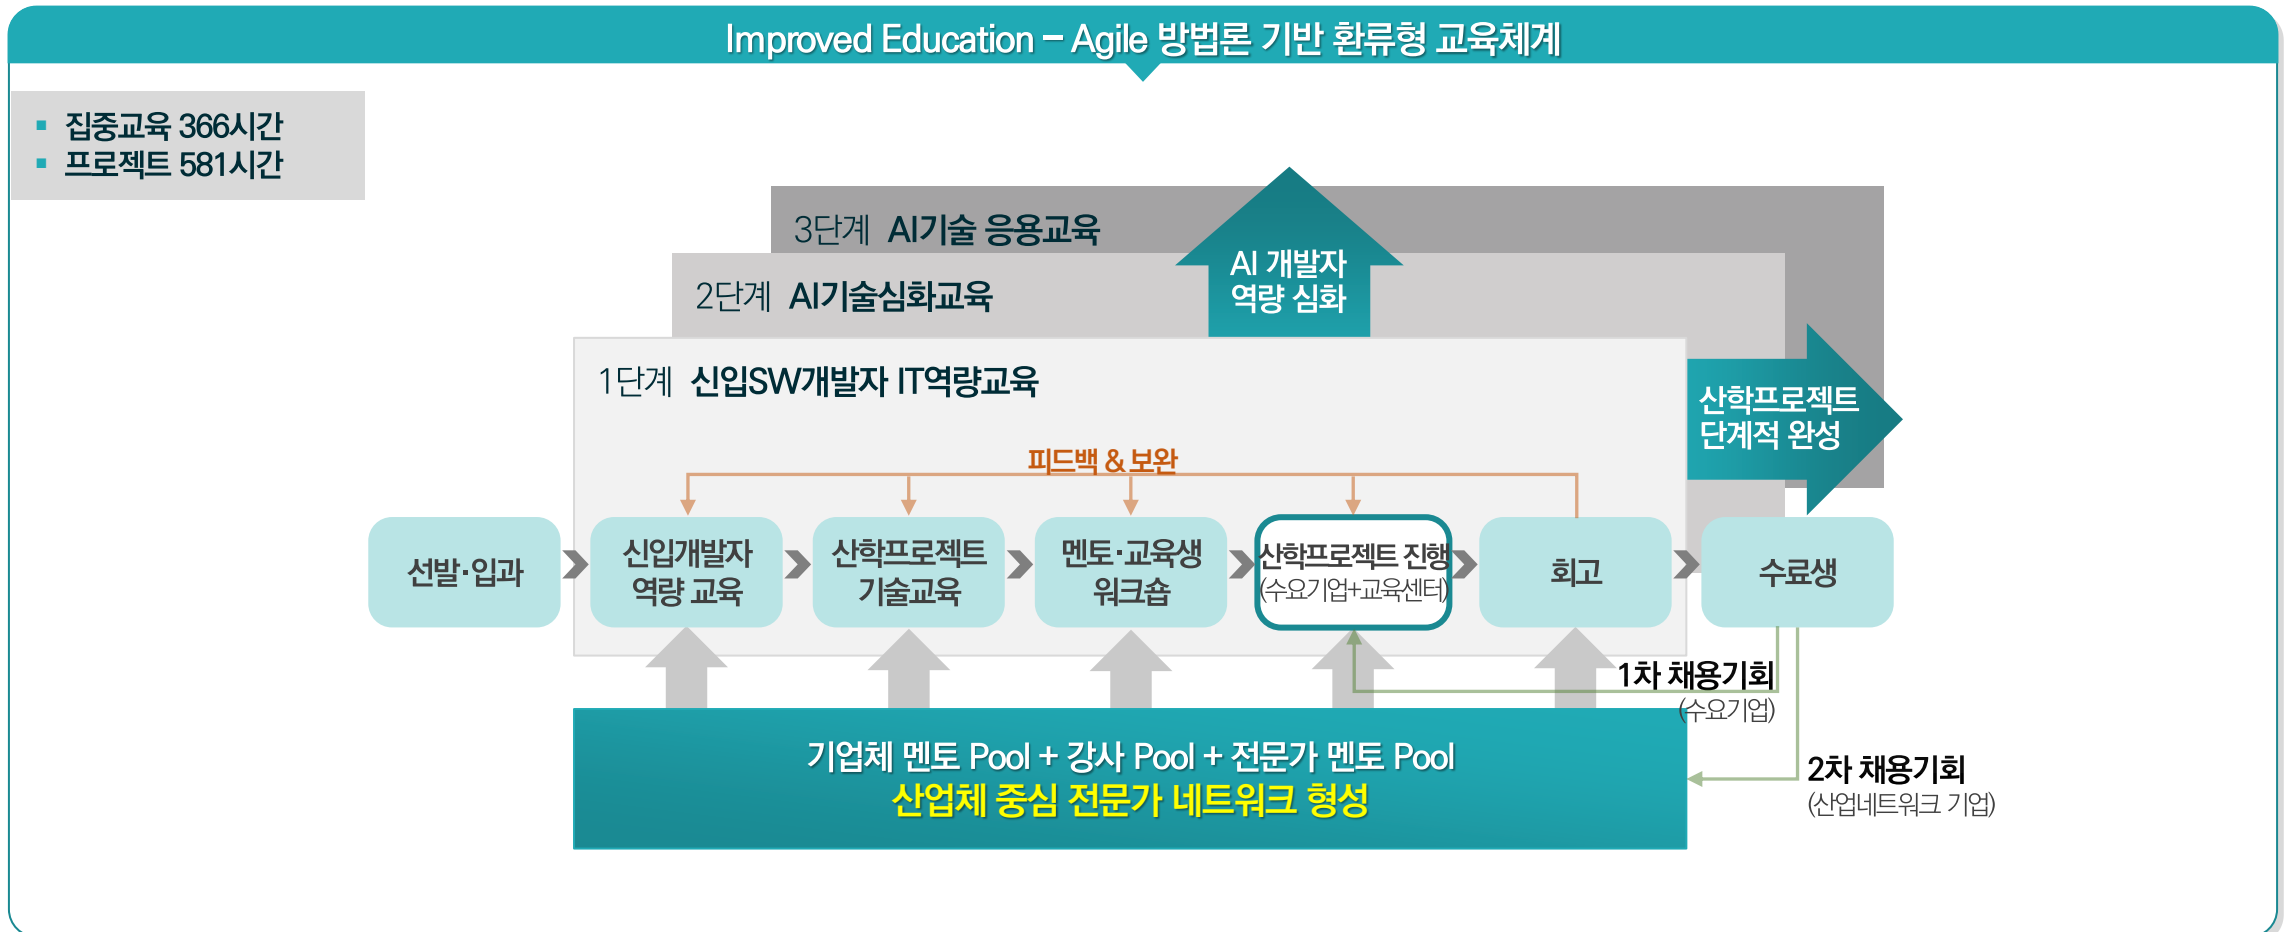 Improved Education – Agile 방법론 기반 환류형 교육체계
집중교육 366시간
프로젝트 581시간
3단계 AI기술 응용교육
AI 개발자
역량 심화
2단계 AI기술심화교육
1단계 신입SW개발자 IT역량교육
산학프로젝트
단계적 완성
피드백 & 보완
선발·입과
신입개발자
역량 교육
산학프로젝트
기술교육
멘토·교육생
워크숍
산학프로젝트 진행
(수요기업+교육센터)
회고
수료생
1차 채용기회
(수요기업)
기업체 멘토 Pool + 강사 Pool + 전문가 멘토 Pool
산업체 중심 전문가 네트워크 형성
2차 채용기회
(산업네트워크 기업)